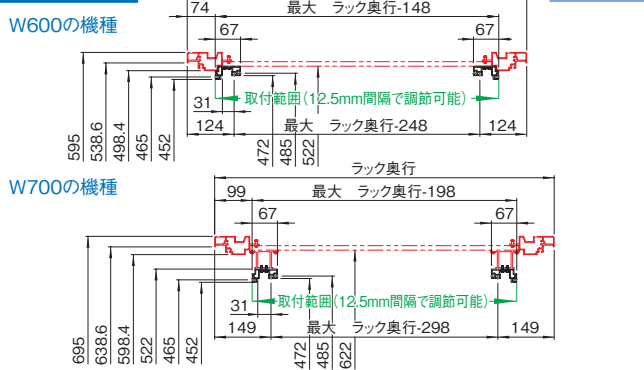 74 最大 ラック奥行-148
W600の機種
67 67
取付範囲(12.5mm間隔で調節可能)
31
124 最大 ラック奥行-248 124
595 538.6 498.4 465 452 472 485 522
ラック奥行
W700の機種
99 最大 ラック奥行-198
67 67
取付範囲(12.5mm間隔で調節可能)
31
149 最大 ラック奥行-298 149
695 638.6 598.4 522 465 452 472 485 622